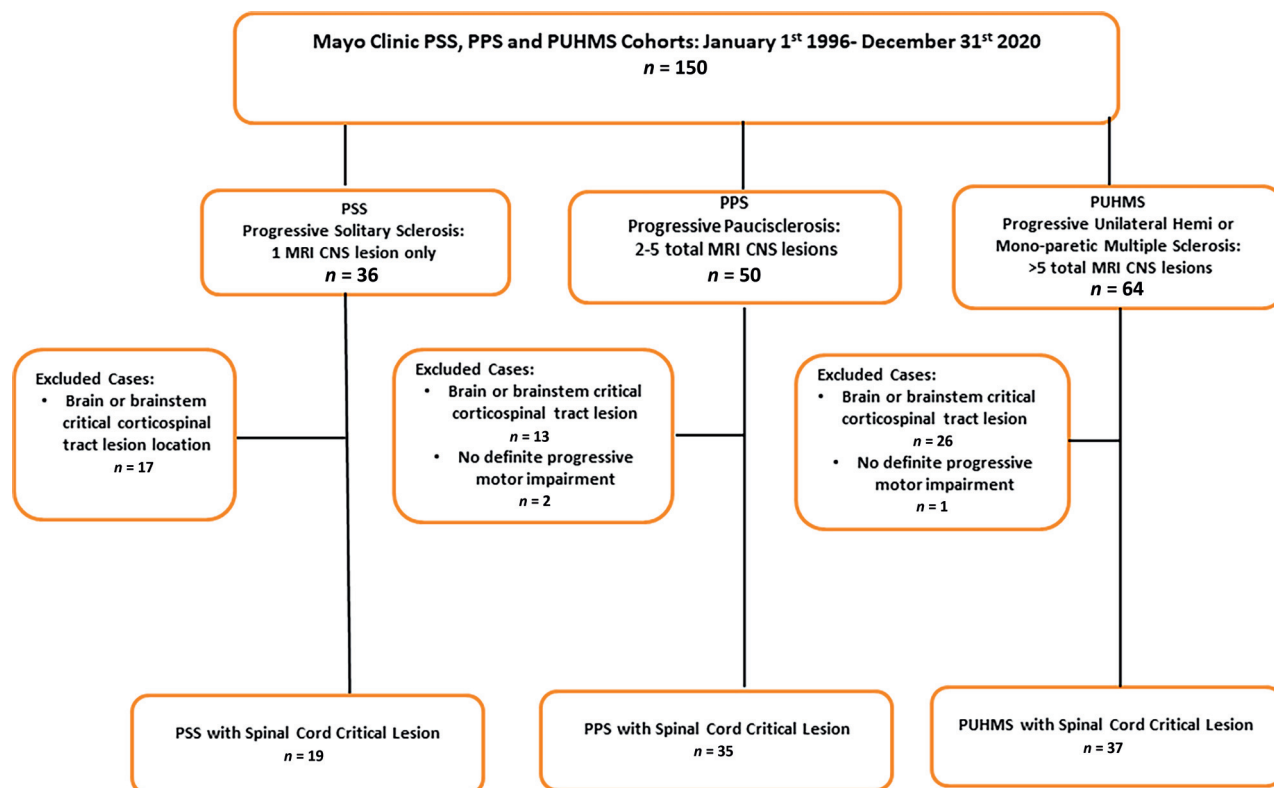 Mayo Clinic PSS, PPS and PUHMS Cohorts: January 1st 1996- December 31st 2020
n = 150
PSS
Progressive Solitary Sclerosis:
1 MRI CNS lesion only
n = 36
PPS
Progressive Paucisclerosis:
2-5 total MRI CNS lesions
n = 50
PUHMS
Progressive Unilateral Hemi or
Mono-paretic Multiple Sclerosis:
>5 total MRI CNS lesions
n = 64
Excluded Cases:
• Brain or brainstem
critical corticospinal
tract lesion location
n = 17
Excluded Cases:
• Brain or brainstem critical
corticospinal tract lesion
n = 13
• No definite progressive
motor impairment
n = 2
Excluded Cases:
• Brain or brainstem critical
corticospinal tract lesion
n = 26
• No definite progressive
motor impairment
n = 1
PSS with Spinal Cord Critical Lesion
n = 19
PPS with Spinal Cord Critical Lesion
n = 35
PUHMS with Spinal Cord Critical Lesion
n = 37